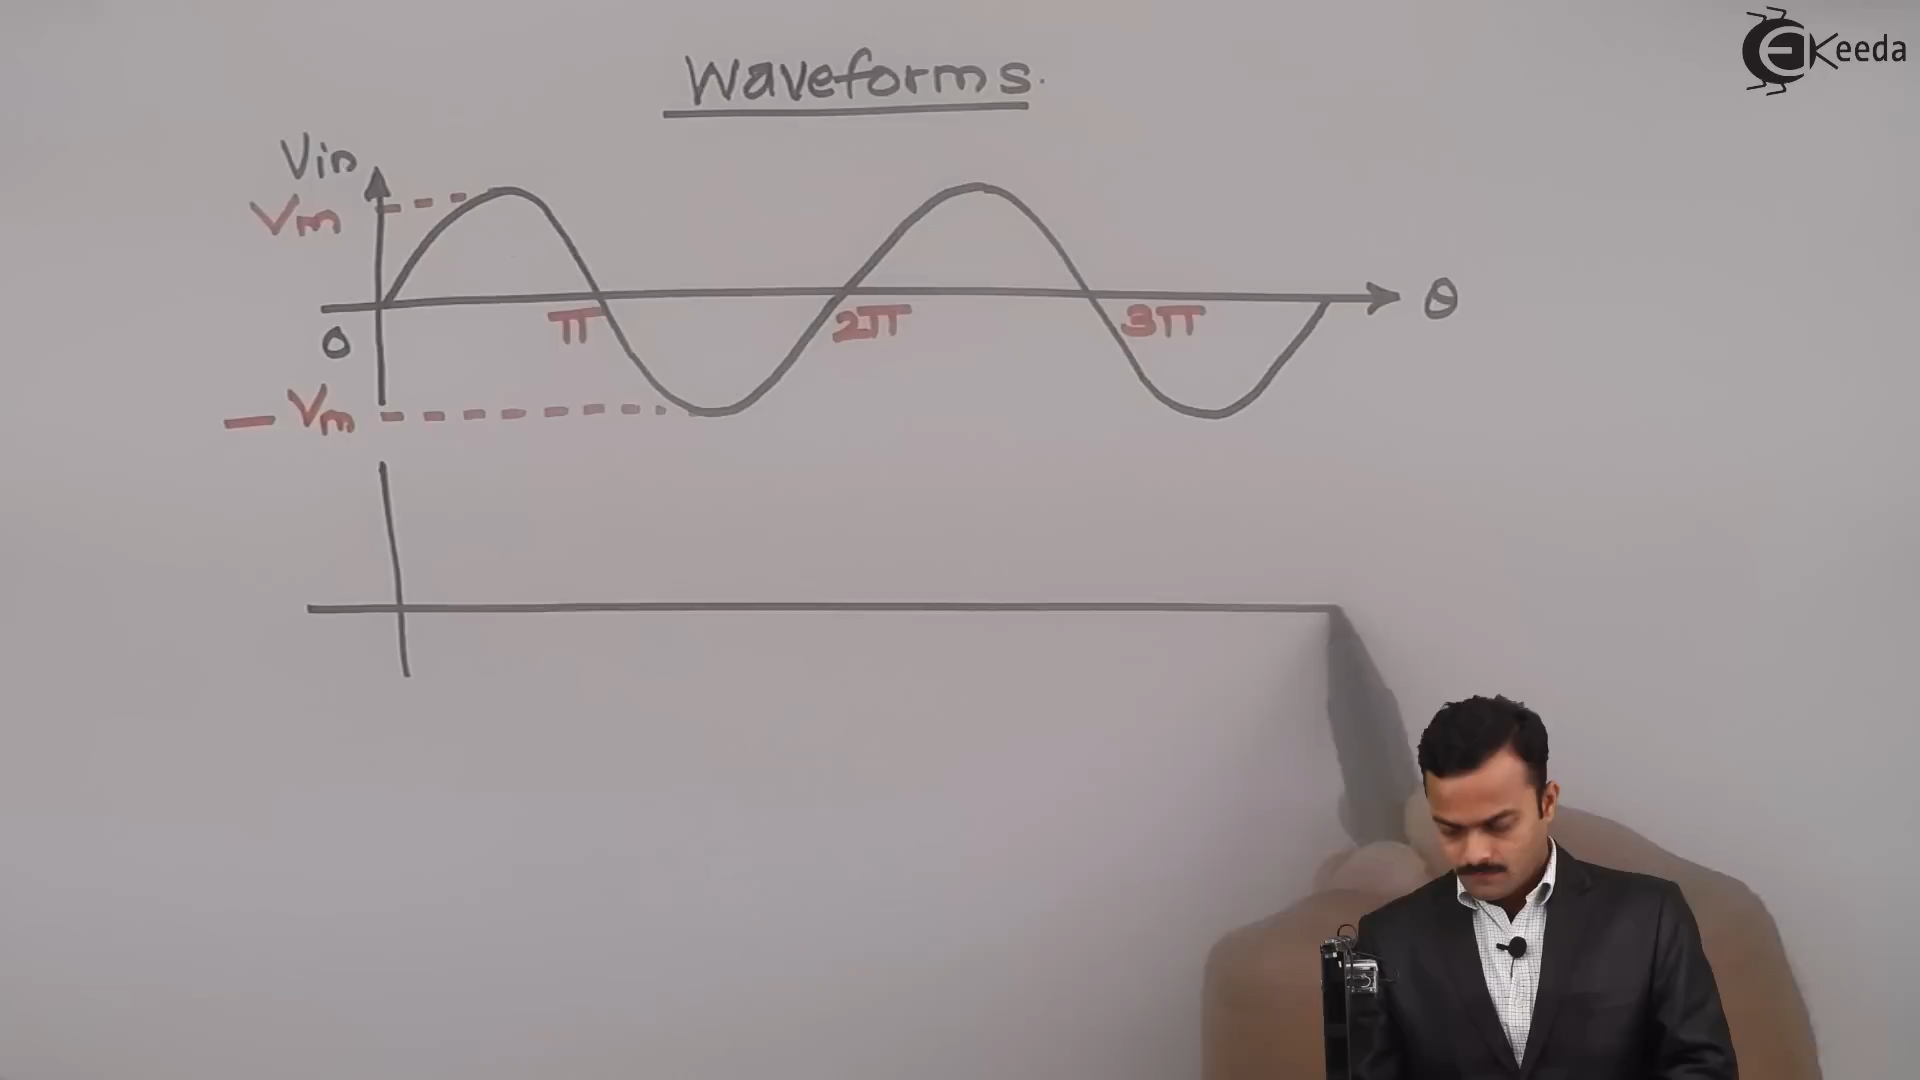 Keeda
Waveforms.
Vin
Vm
0
π
2π
3π
θ
– Vm